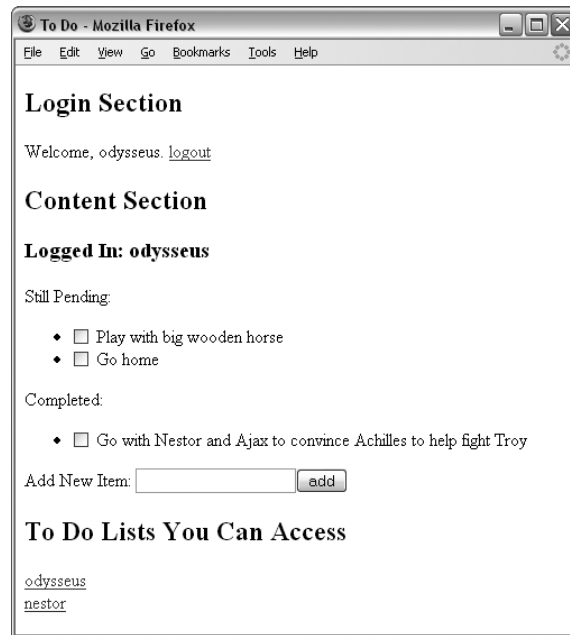 To Do - Mozilla Firefox
File Edit View Go Bookmarks Tools Help
Login Section
Welcome, odysseus. logout
Content Section
Logged In: odysseus
Still Pending:
Play with big wooden horse
Go home
Completed:
Go with Nestor and Ajax to convince Achilles to help fight Troy
Add New Item: add
To Do Lists You Can Access
odysseus
nestor